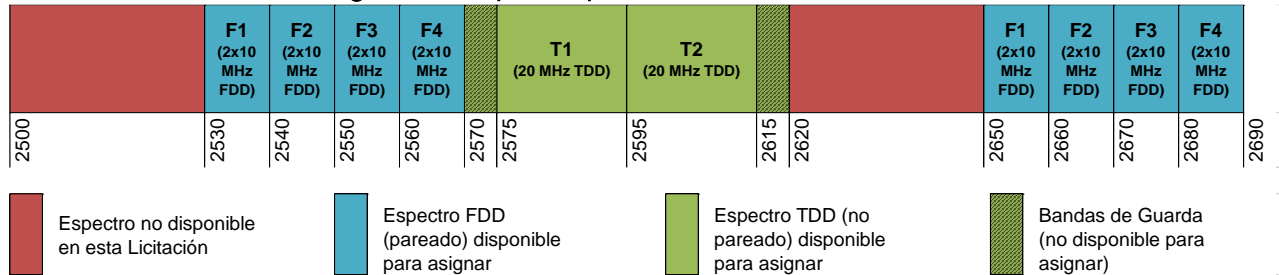 F1
(2x10
MHz
FDD)
F2
(2x10
MHz
FDD)
F3
(2x10
MHz
FDD)
F4
(2x10
MHz
FDD)
T1
(20 MHz TDD)
T2
(20 MHz TDD)
F1
(2x10
MHz
FDD)
F2
(2x10
MHz
FDD)
F3
(2x10
MHz
FDD)
F4
(2x10
MHz
FDD)
2500
2530
2540
2550
2560
2570
2575
2595
2615
2620
2650
2660
2670
2680
2690
Espectro no disponible
en esta Licitación
Espectro FDD
(pareado) disponible
para asignar
Espectro TDD (no
pareado) disponible
para asignar
Bandas de Guarda
(no disponible para
asignar)